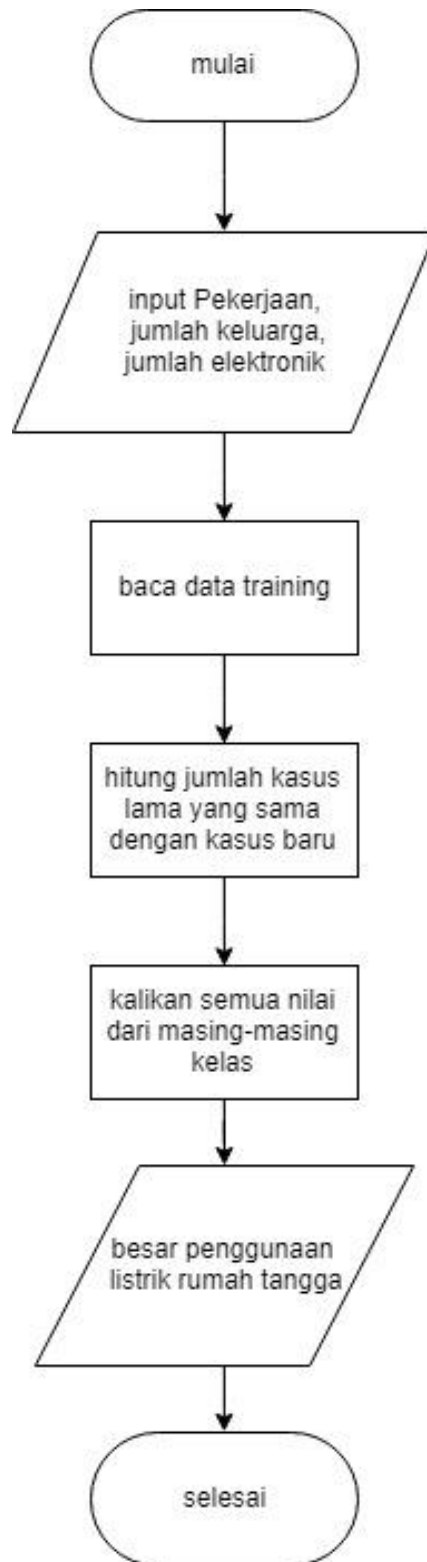 mulai
input Pekerjaan,
jumlah keluarga,
jumlah elektronik
baca data training
hitung jumlah kasus
lama yang sama
dengan kasus baru
kalikan semua nilai
dari masing-masing
kelas
besar penggunaan
listrik rumah tangga
selesai